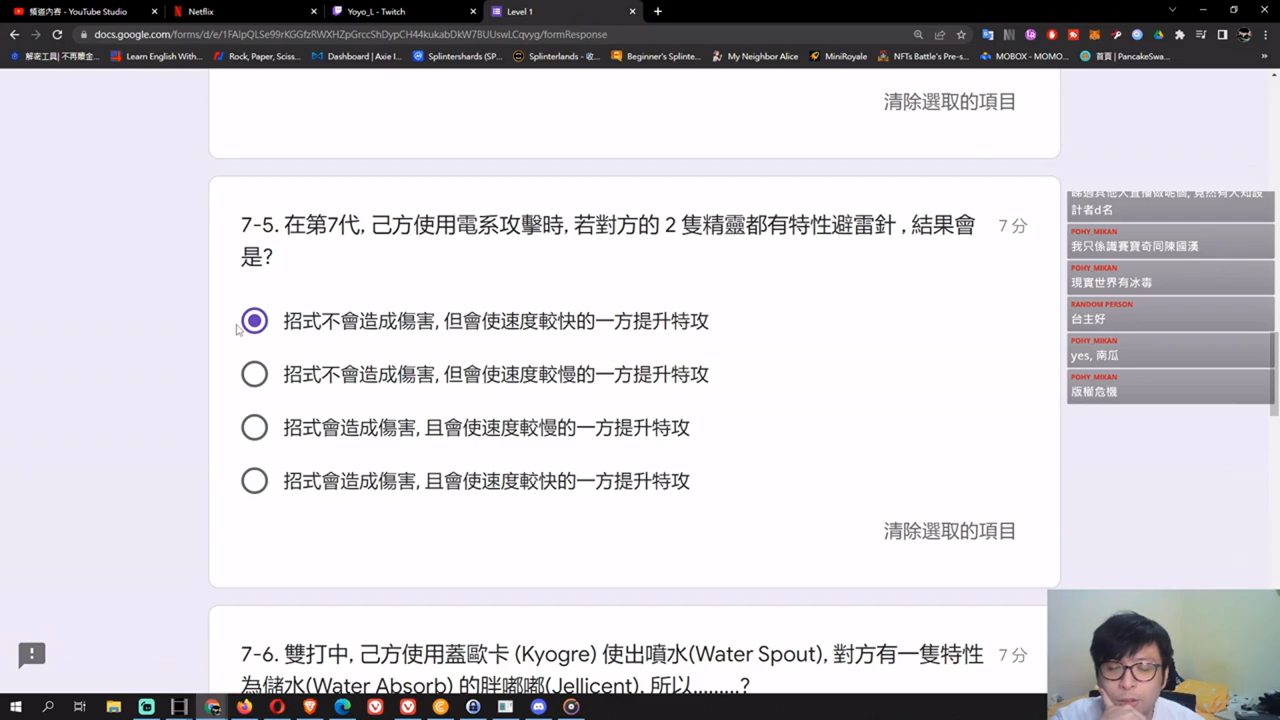 頻道內容 - YouTube Studio
Netflix
Yoyo_L - Twitch
Level 1
docs.google.com/forms/d/e/1FAIpQLSe99rKGGfzRWXHZpGrccShDypCH44kukabDkW7BUUswLCqvyg/formResponse
解密工具| 不再贖金...
Learn English With...
Rock, Paper, Sciss...
Dashboard | Axie I...
Splintershards (SP...
Splinterlands - 收...
Beginner's Splinte...
My Neighbor Alice
MiniRoyale
NFTs Battle's Pre-s...
MOBOX - MOMO...
首頁 | PancakeSwa...
清除選取的項目
7-5. 在第7代, 己方使用電系攻擊時, 若對方的 2 隻精靈都有特性避雷針 , 結果會
是?
7 分
招式不會造成傷害, 但會使速度較快的一方提升特攻
招式不會造成傷害, 但會使速度較慢的一方提升特攻
招式會造成傷害, 且會使速度較慢的一方提升特攻
招式會造成傷害, 且會使速度較快的一方提升特攻
清除選取的項目
7-6. 雙打中, 己方使用蓋歐卡 (Kyogre) 使出噴水(Water Spout), 對方有一隻特性
為儲水(Water Absorb) 的胖嘟嘟(Jellicent), 所以.........?
7 分
計者d名
POHY_MIKAN
我只係識賽寶奇同陳國漢
POHY_MIKAN
現實世界有冰毒
RANDOM PERSON
台主好
POHY_MIKAN
yes, 南瓜
POHY_MIKAN
版權危機